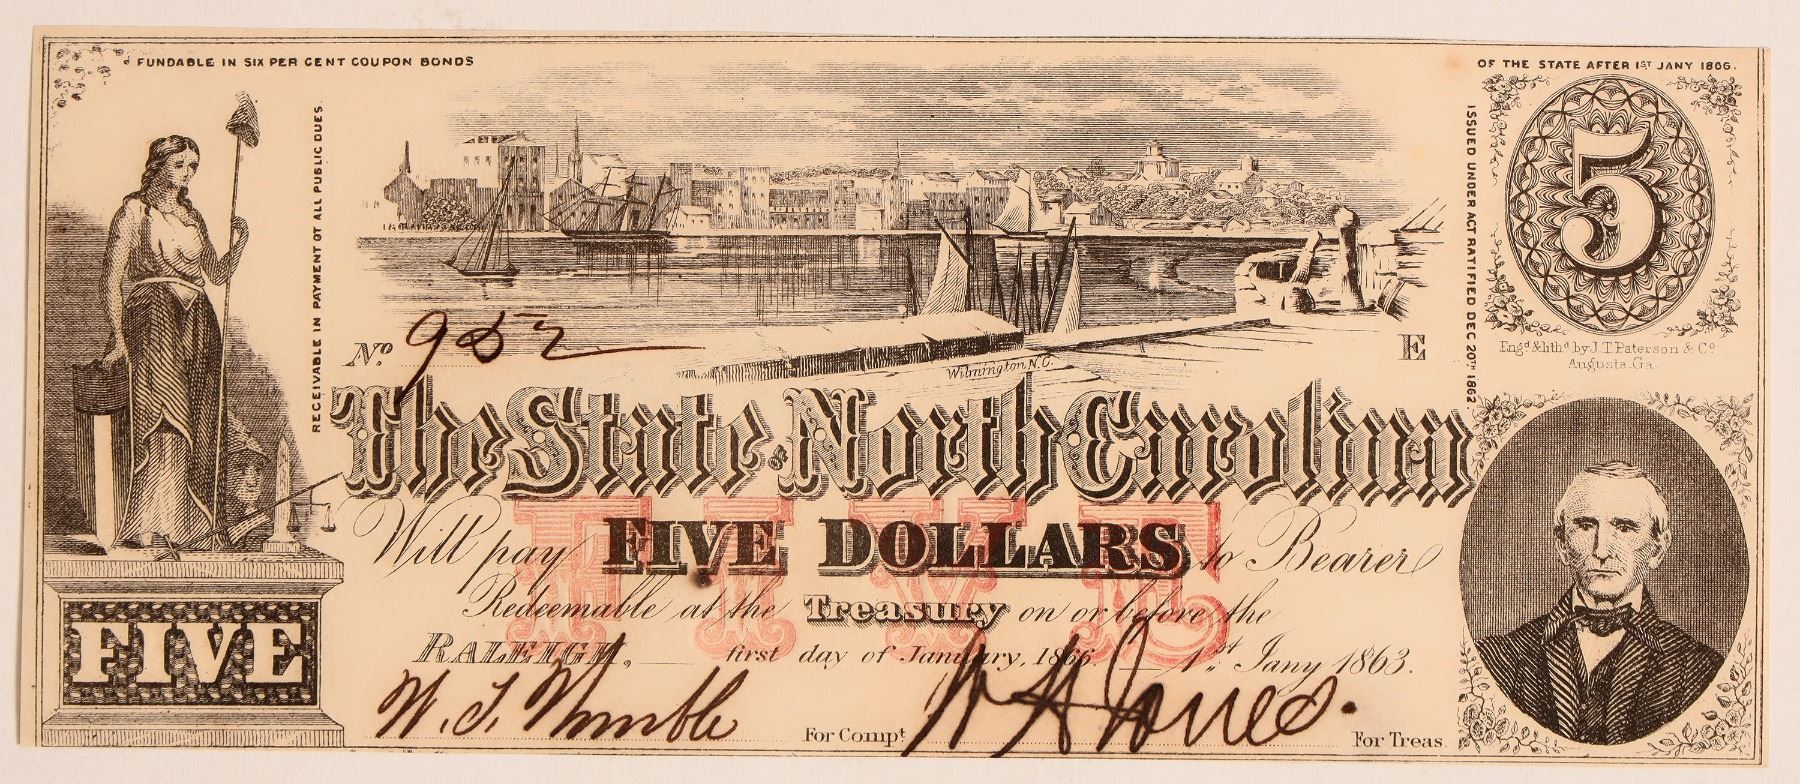 FUNDABLE IN SIX PER CENT COUPON BONDS
OF THE STATE AFTER 1ST JANY 1866.
RECEIVABLE IN PAYMENT OF ALL PUBLIC DUES.
ISSUED UNDER ACT RATIFIED DEC 20TH 1862
5
Engd & lithd by J.T. Paterson & Co
Augusta, Ga.
No 952
E
Wilmington N.C.
The State of North Carolina
FIVE
Will pay FIVE DOLLARS to Bearer
Redeemable at the Treasury on or before the
RALEIGH, first day of January, 1866. 1st Jany 1863.
FIVE
W. H. Jones.
For Compt
For Treas.